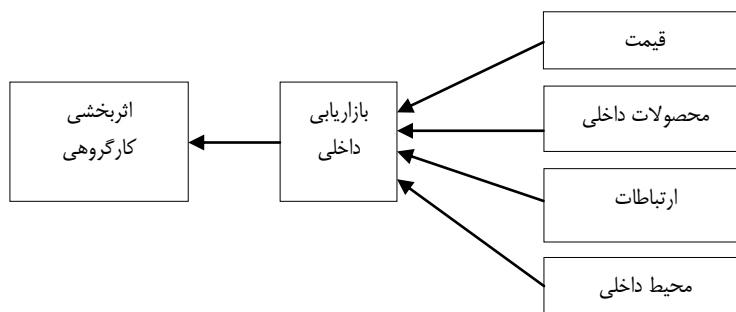 قیمت
محصولات داخلی
ارتباطات
محیط داخلی
بازاریابی
داخلی
اثربخشی
کارگروهی